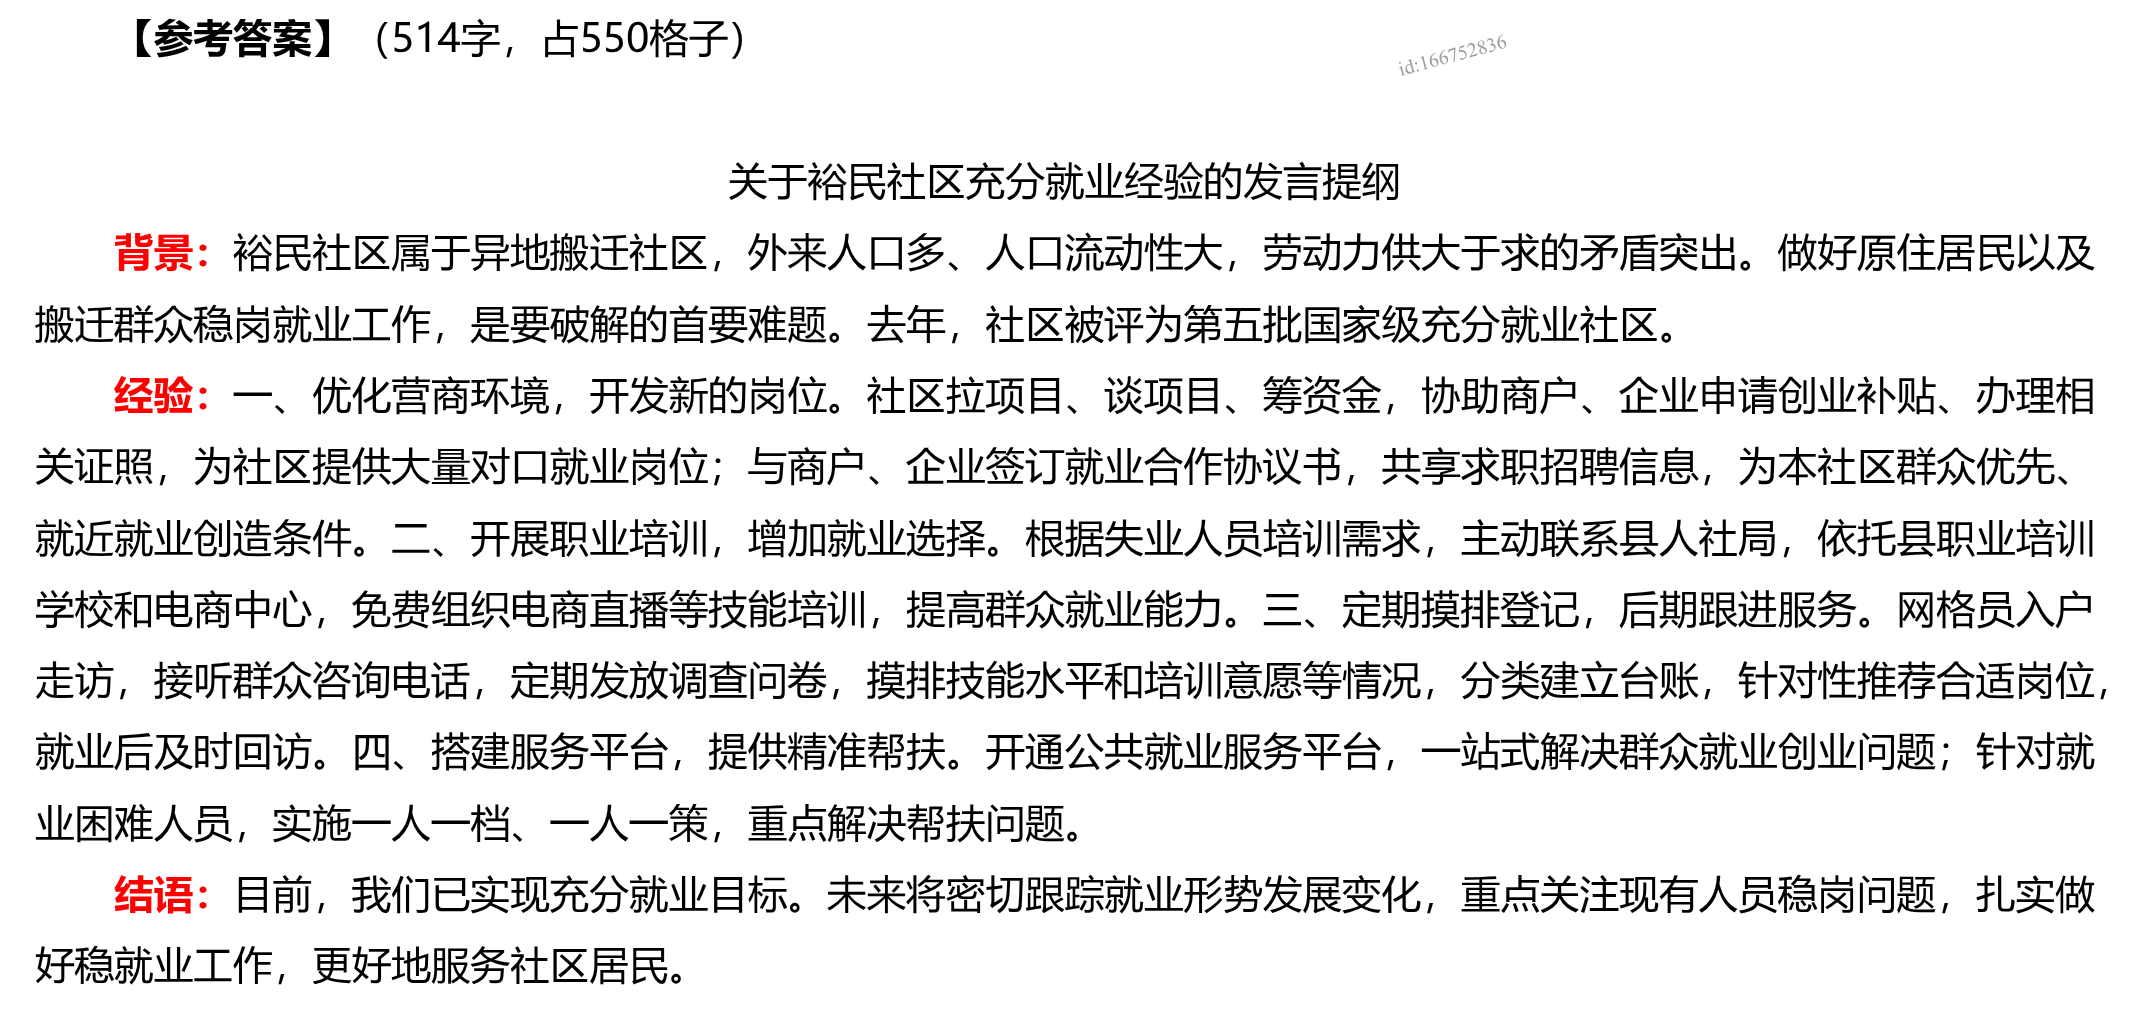 【参考答案】（514字，占550格子）
id:166752836
关于裕民社区充分就业经验的发言提纲
背景：裕民社区属于异地搬迁社区，外来人口多、人口流动性大，劳动力供大于求的矛盾突出。做好原住居民以及
搬迁群众稳岗就业工作，是要破解的首要难题。去年，社区被评为第五批国家级充分就业社区。
经验：一、优化营商环境，开发新的岗位。社区拉项目、谈项目、筹资金，协助商户、企业申请创业补贴、办理相
关证照，为社区提供大量对口就业岗位；与商户、企业签订就业合作协议书，共享求职招聘信息，为本社区群众优先、
就近就业创造条件。二、开展职业培训，增加就业选择。根据失业人员培训需求，主动联系县人社局，依托县职业培训
学校和电商中心，免费组织电商直播等技能培训，提高群众就业能力。三、定期摸排登记，后期跟进服务。网格员入户
走访，接听群众咨询电话，定期发放调查问卷，摸排技能水平和培训意愿等情况，分类建立台账，针对性推荐合适岗位，
就业后及时回访。四、搭建服务平台，提供精准帮扶。开通公共就业服务平台，一站式解决群众就业创业问题；针对就
业困难人员，实施一人一档、一人一策，重点解决帮扶问题。
结语：目前，我们已实现充分就业目标。未来将密切跟踪就业形势发展变化，重点关注现有人员稳岗问题，扎实做
好稳就业工作，更好地服务社区居民。